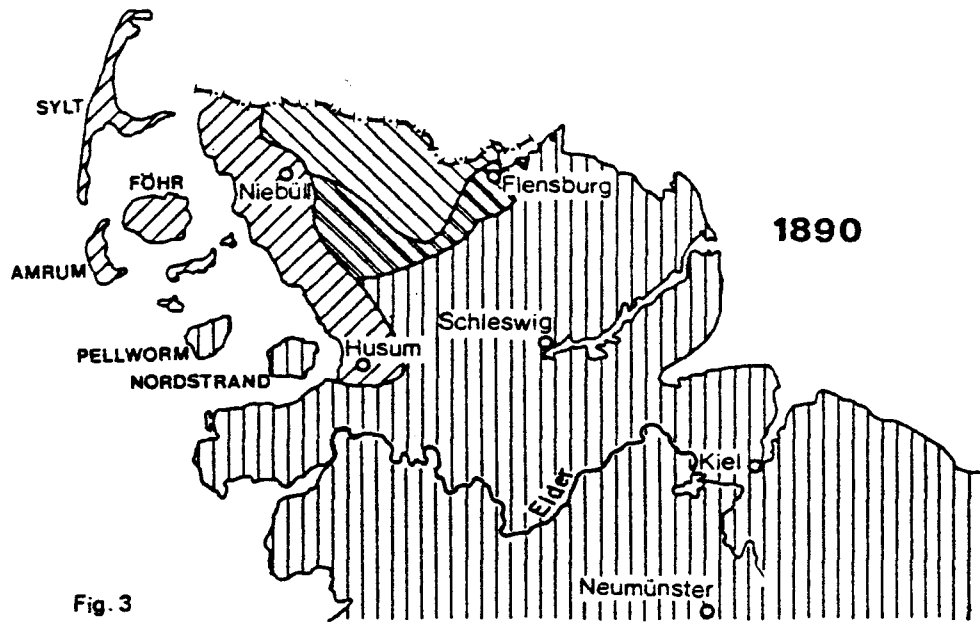 SYLT
FÖHR
Niebüll
Flensburg
1890
AMRUM
Schleswig
PELLWORM
NORDSTRAND
Husum
Kiel
Eider
Neumünster
Fig. 3